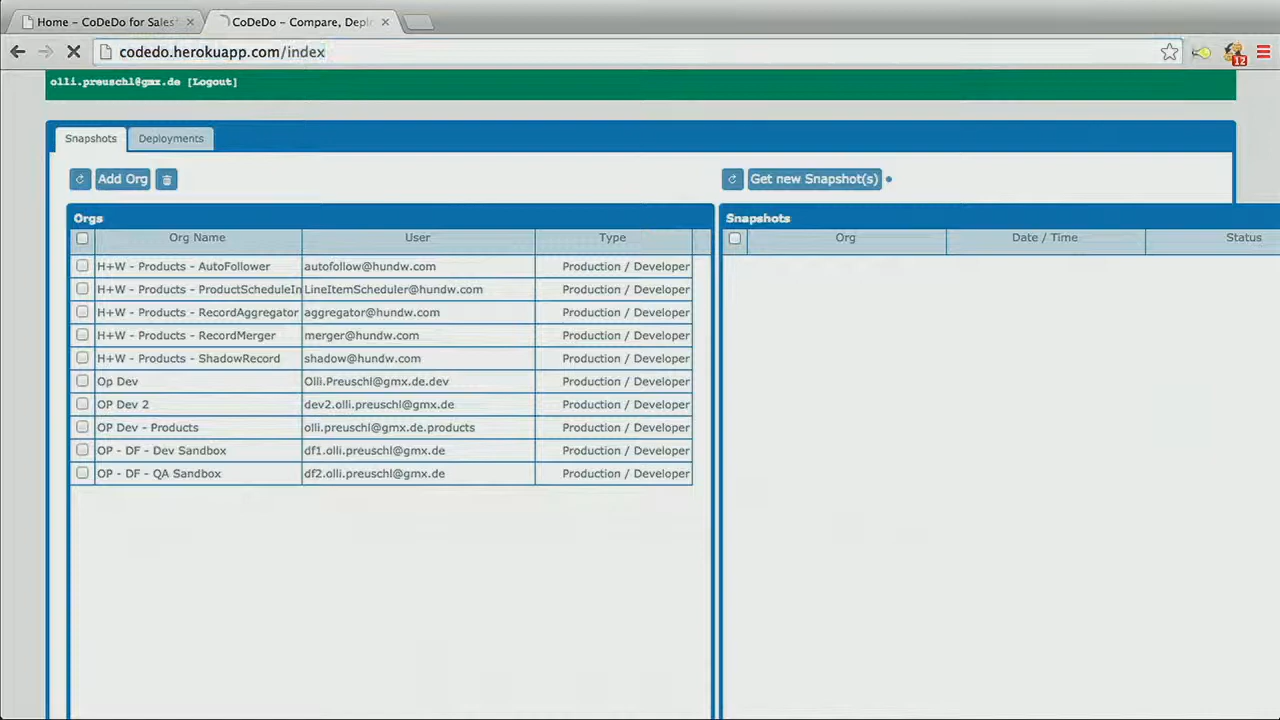 Home – CoDeDo for Sales
CoDeDo – Compare, Depl
codedo.herokuapp.com/index
12
olli.preuschl@gmx.de [Logout]
Snapshots Deployments
Add Org Get new Snapshot(s)
Orgs Snapshots
Org Name User Type Org Date / Time Status
H+W - Products - AutoFollower autofollow@hundw.com Production / Developer
H+W - Products - ProductScheduleIn LineItemScheduler@hundw.com Production / Developer
H+W - Products - RecordAggregator aggregator@hundw.com Production / Developer
H+W - Products - RecordMerger merger@hundw.com Production / Developer
H+W - Products - ShadowRecord shadow@hundw.com Production / Developer
Op Dev Olli.Preuschl@gmx.de.dev Production / Developer
OP Dev 2 dev2.olli.preuschl@gmx.de Production / Developer
OP Dev - Products olli.preuschl@gmx.de.products Production / Developer
OP - DF - Dev Sandbox df1.olli.preuschl@gmx.de Production / Developer
OP - DF - QA Sandbox df2.olli.preuschl@gmx.de Production / Developer